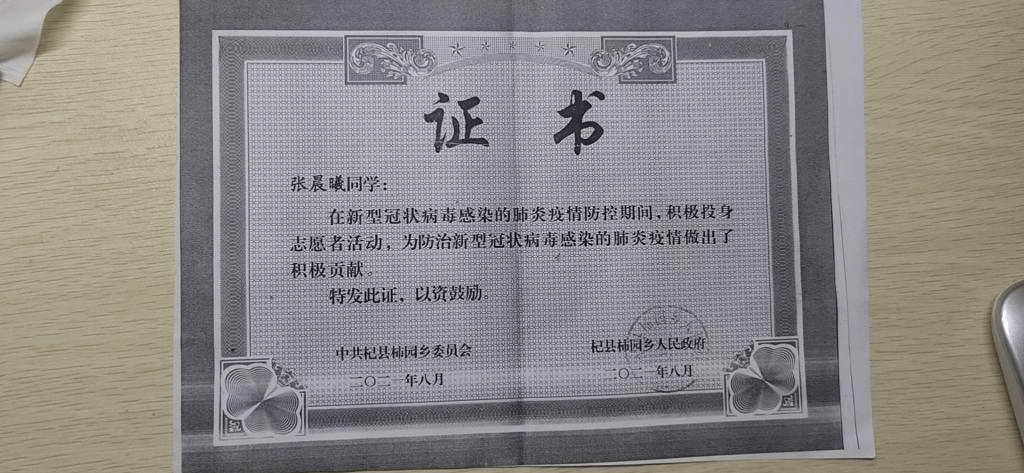 证书
张晨曦同学：
在新型冠状病毒感染的肺炎疫情防控期间，积极投身
志愿者活动，为防治新型冠状病毒感染的肺炎疫情做出了
积极贡献。
特发此证，以资鼓励。
中共杞县柿园乡委员会
二〇二一年八月
杞县柿园乡人民政府
二〇二一年八月